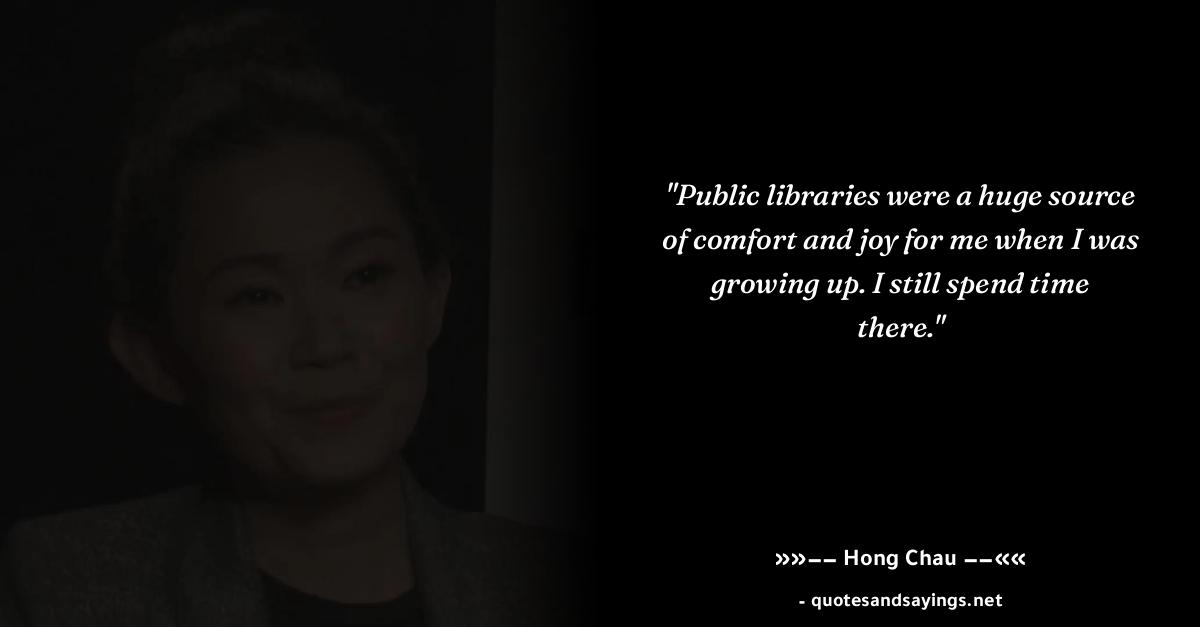 "Public libraries were a huge source
of comfort and joy for me when I was
growing up. I still spend time
there."
»»–– Hong Chau ––««
- quotesandsayings.net